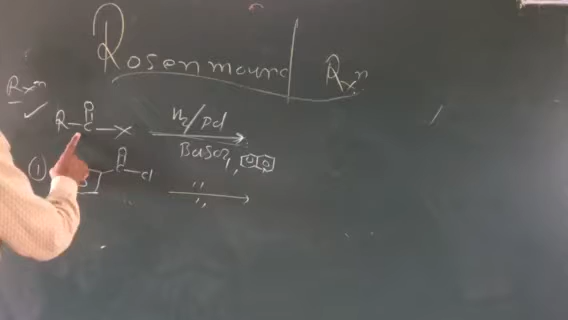 Rosenmound Rxn
Rxn
R-C-X H2/Pd
O
BaSO4,
(1) C-Cl " "
O